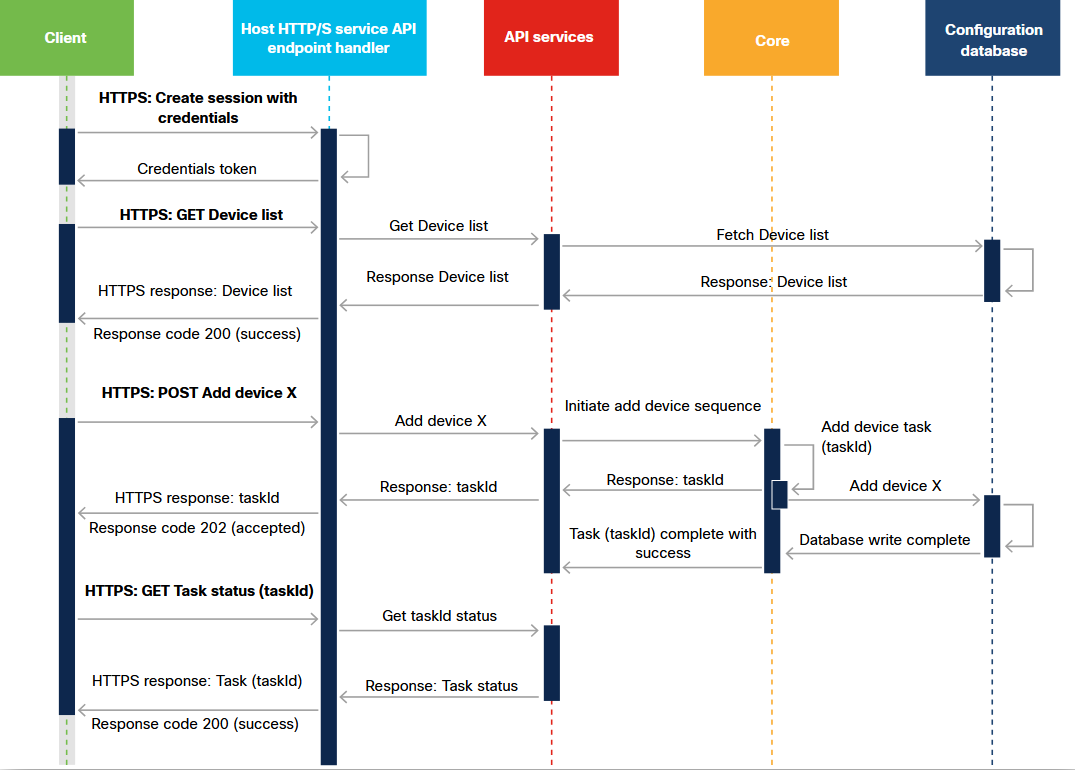 Client
Host HTTP/S service API
endpoint handler
API services
Core
Configuration
database
HTTPS: Create session with
credentials
Credentials token
HTTPS: GET Device list
Get Device list
Fetch Device list
Response Device list
Response: Device list
HTTPS response: Device list
Response code 200 (success)
HTTPS: POST Add device X
Add device X
Initiate add device sequence
Add device task
(taskId)
Response: taskId
Response: taskId
Add device X
HTTPS response: taskId
Response code 202 (accepted)
Task (taskId) complete with
success
Database write complete
HTTPS: GET Task status (taskId)
Get taskId status
HTTPS response: Task (taskId)
Response: Task status
Response code 200 (success)